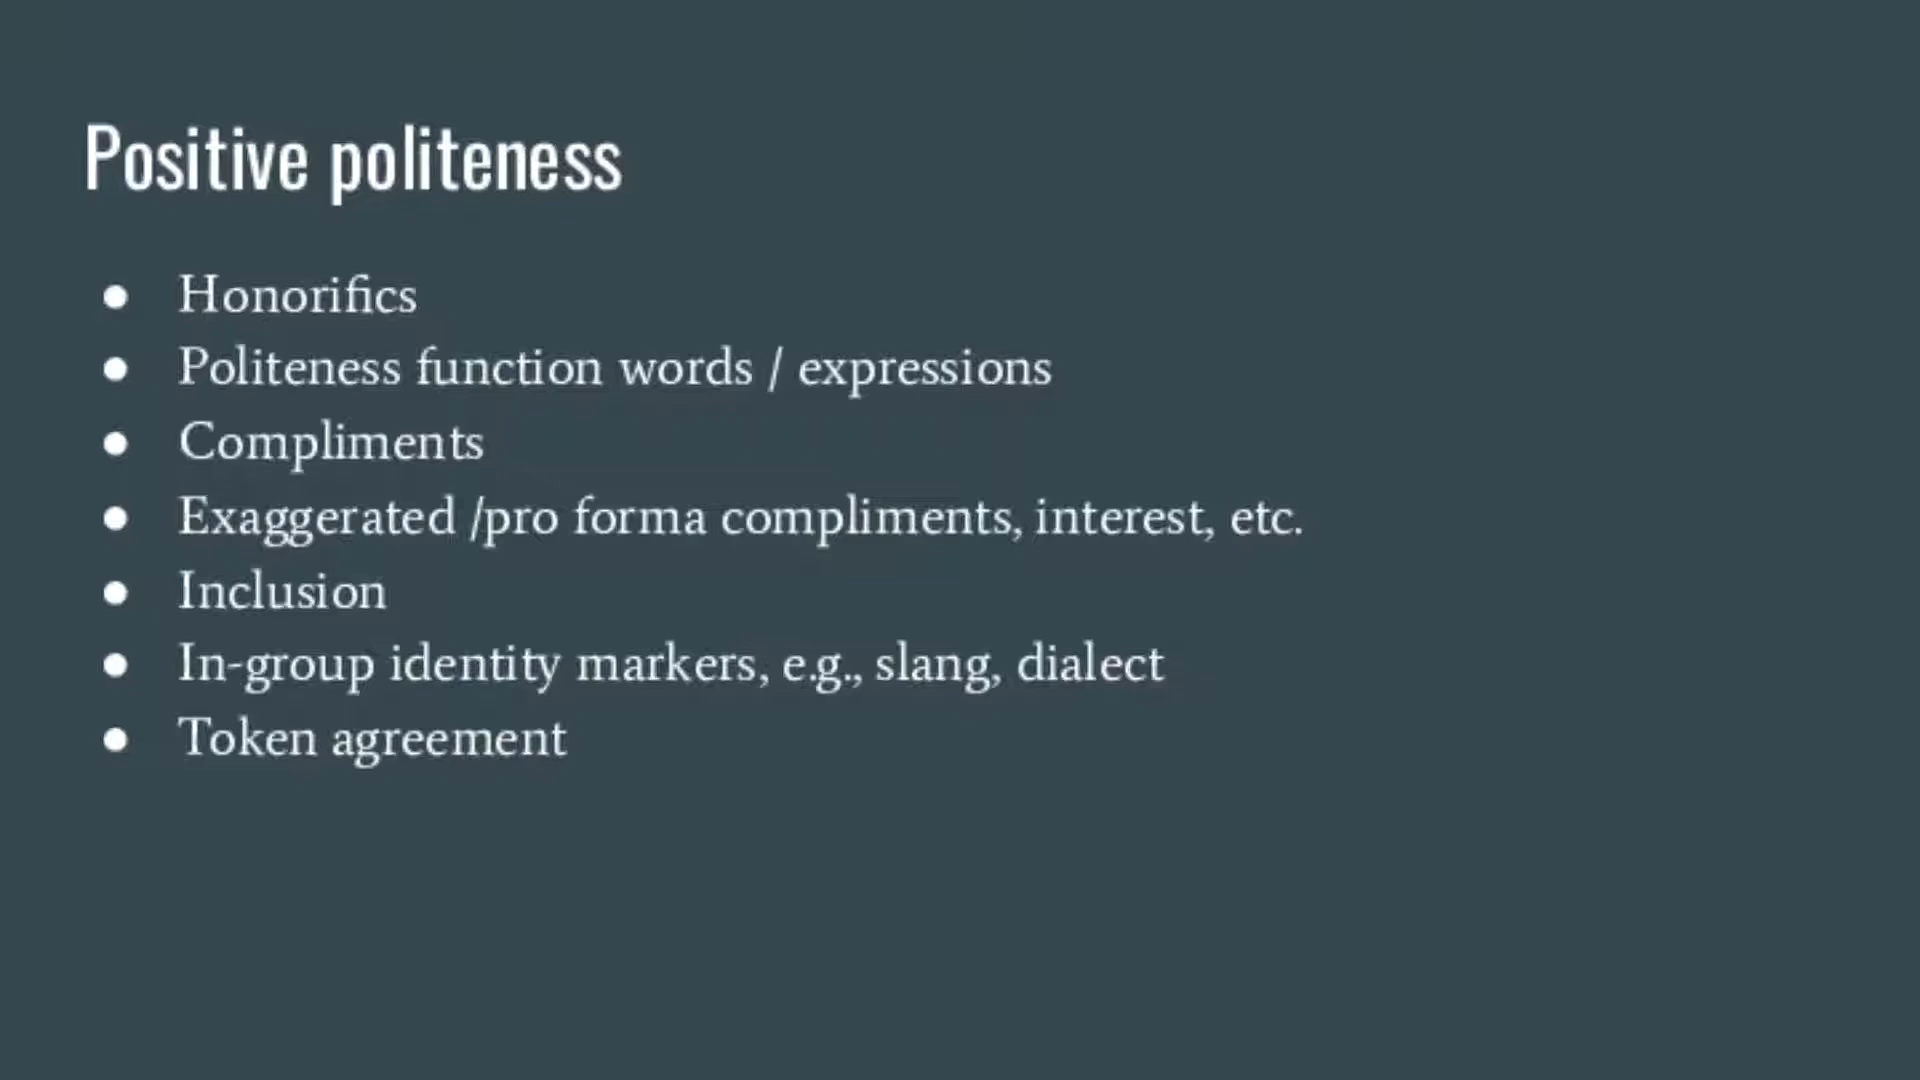 Positive politeness
● Honorifics
● Politeness function words / expressions
● Compliments
● Exaggerated /pro forma compliments, interest, etc.
● Inclusion
● In-group identity markers, e.g., slang, dialect
● Token agreement